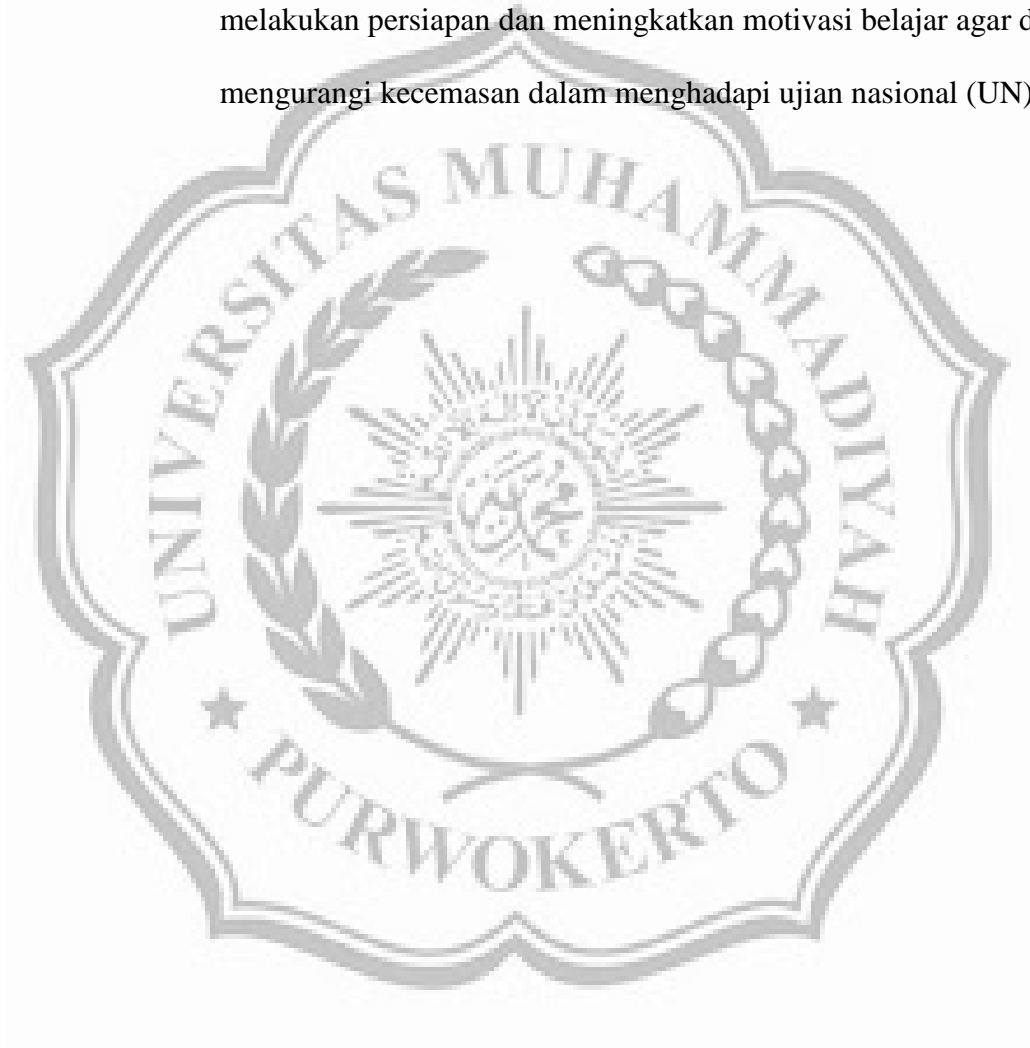 melakukan persiapan dan meningkatkan motivasi belajar agar d
mengurangi kecemasan dalam menghadapi ujian nasional (UN)
UNIVERSITAS MUHAMMADIYAH
PURWOKERTO